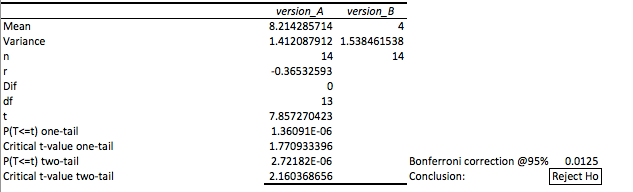 version_A version_B
Mean 8.214285714 4
Variance 1.412087912 1.538461538
n 14 14
r -0.36532593
Dif 0
df 13
t 7.857270423
P(T<=t) one-tail 1.36091E-06
Critical t-value one-tail 1.770933396
P(T<=t) two-tail 2.72182E-06 Bonferroni correction @95% 0.0125
Critical t-value two-tail 2.160368656 Conclusion: Reject Ho